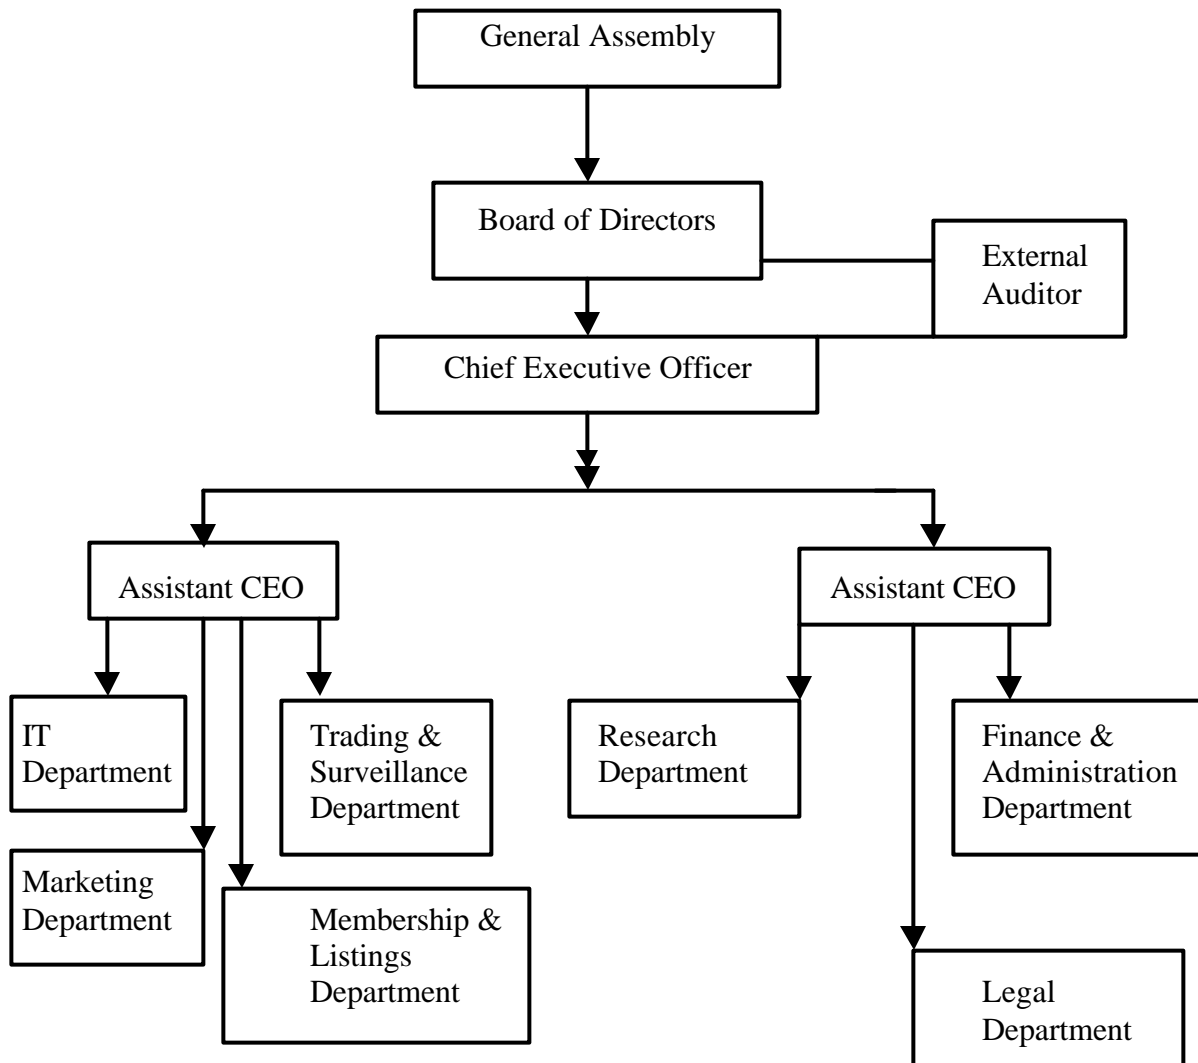 General Assembly
Board of Directors
External
Auditor
Chief Executive Officer
Assistant CEO
Assistant CEO
IT
Department
Trading &
Surveillance
Department
Research
Department
Finance &
Administration
Department
Marketing
Department
Membership &
Listings
Department
Legal
Department